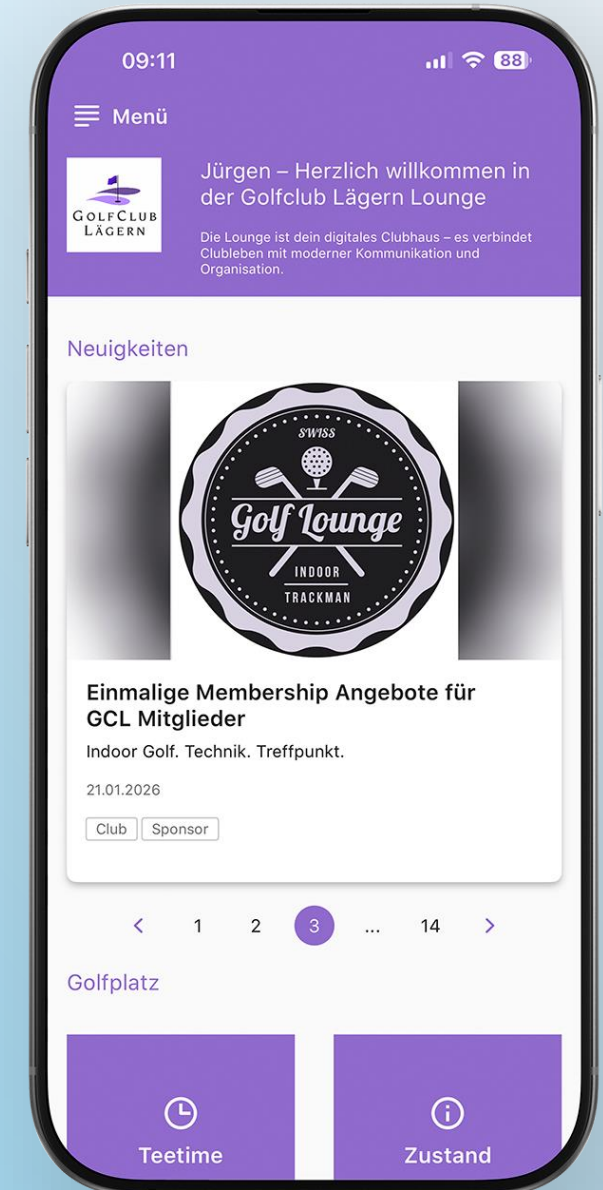 09:11
88
Menü
GOLFCLUB
LÄGERN
Jürgen – Herzlich willkommen in
der Golfclub Lägern Lounge
Die Lounge ist dein digitales Clubhaus – es verbindet
Clubleben mit moderner Kommunikation und
Organisation.
Neuigkeiten
SWISS
Golf Lounge
INDOOR
TRACKMAN
Einmalige Membership Angebote für
GCL Mitglieder
Indoor Golf. Technik. Treffpunkt.
21.01.2026
Club Sponsor
1 2 3 ... 14
Golfplatz
Teetime Zustand